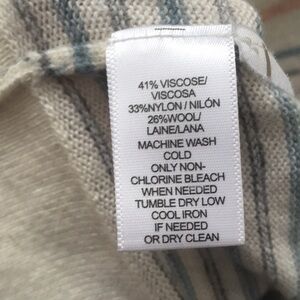 41% VISCOSE/
VISCOSA
33%NYLON / NILÓN
26%WOOL/
LAINE/LANA
MACHINE WASH
COLD
ONLY NON-
CHLORINE BLEACH
WHEN NEEDED
TUMBLE DRY LOW
COOL IRON
IF NEEDED
OR DRY CLEAN